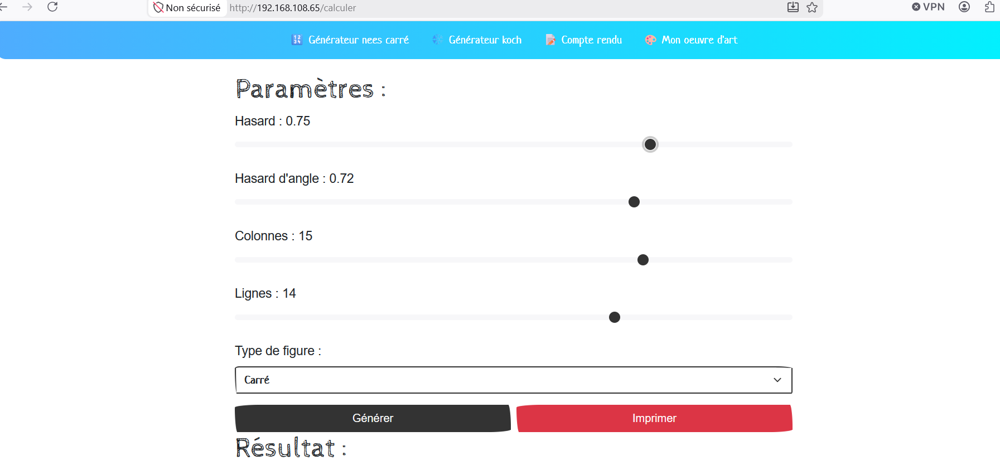 Non sécurisé http://192.168.108.65/calculer VPN
Générateur nees carré Générateur koch Compte rendu Mon oeuvre d'art
Paramètres :
Hasard : 0.75
Hasard d'angle : 0.72
Colonnes : 15
Lignes : 14
Type de figure :
Carré
Générer Imprimer
Résultat :